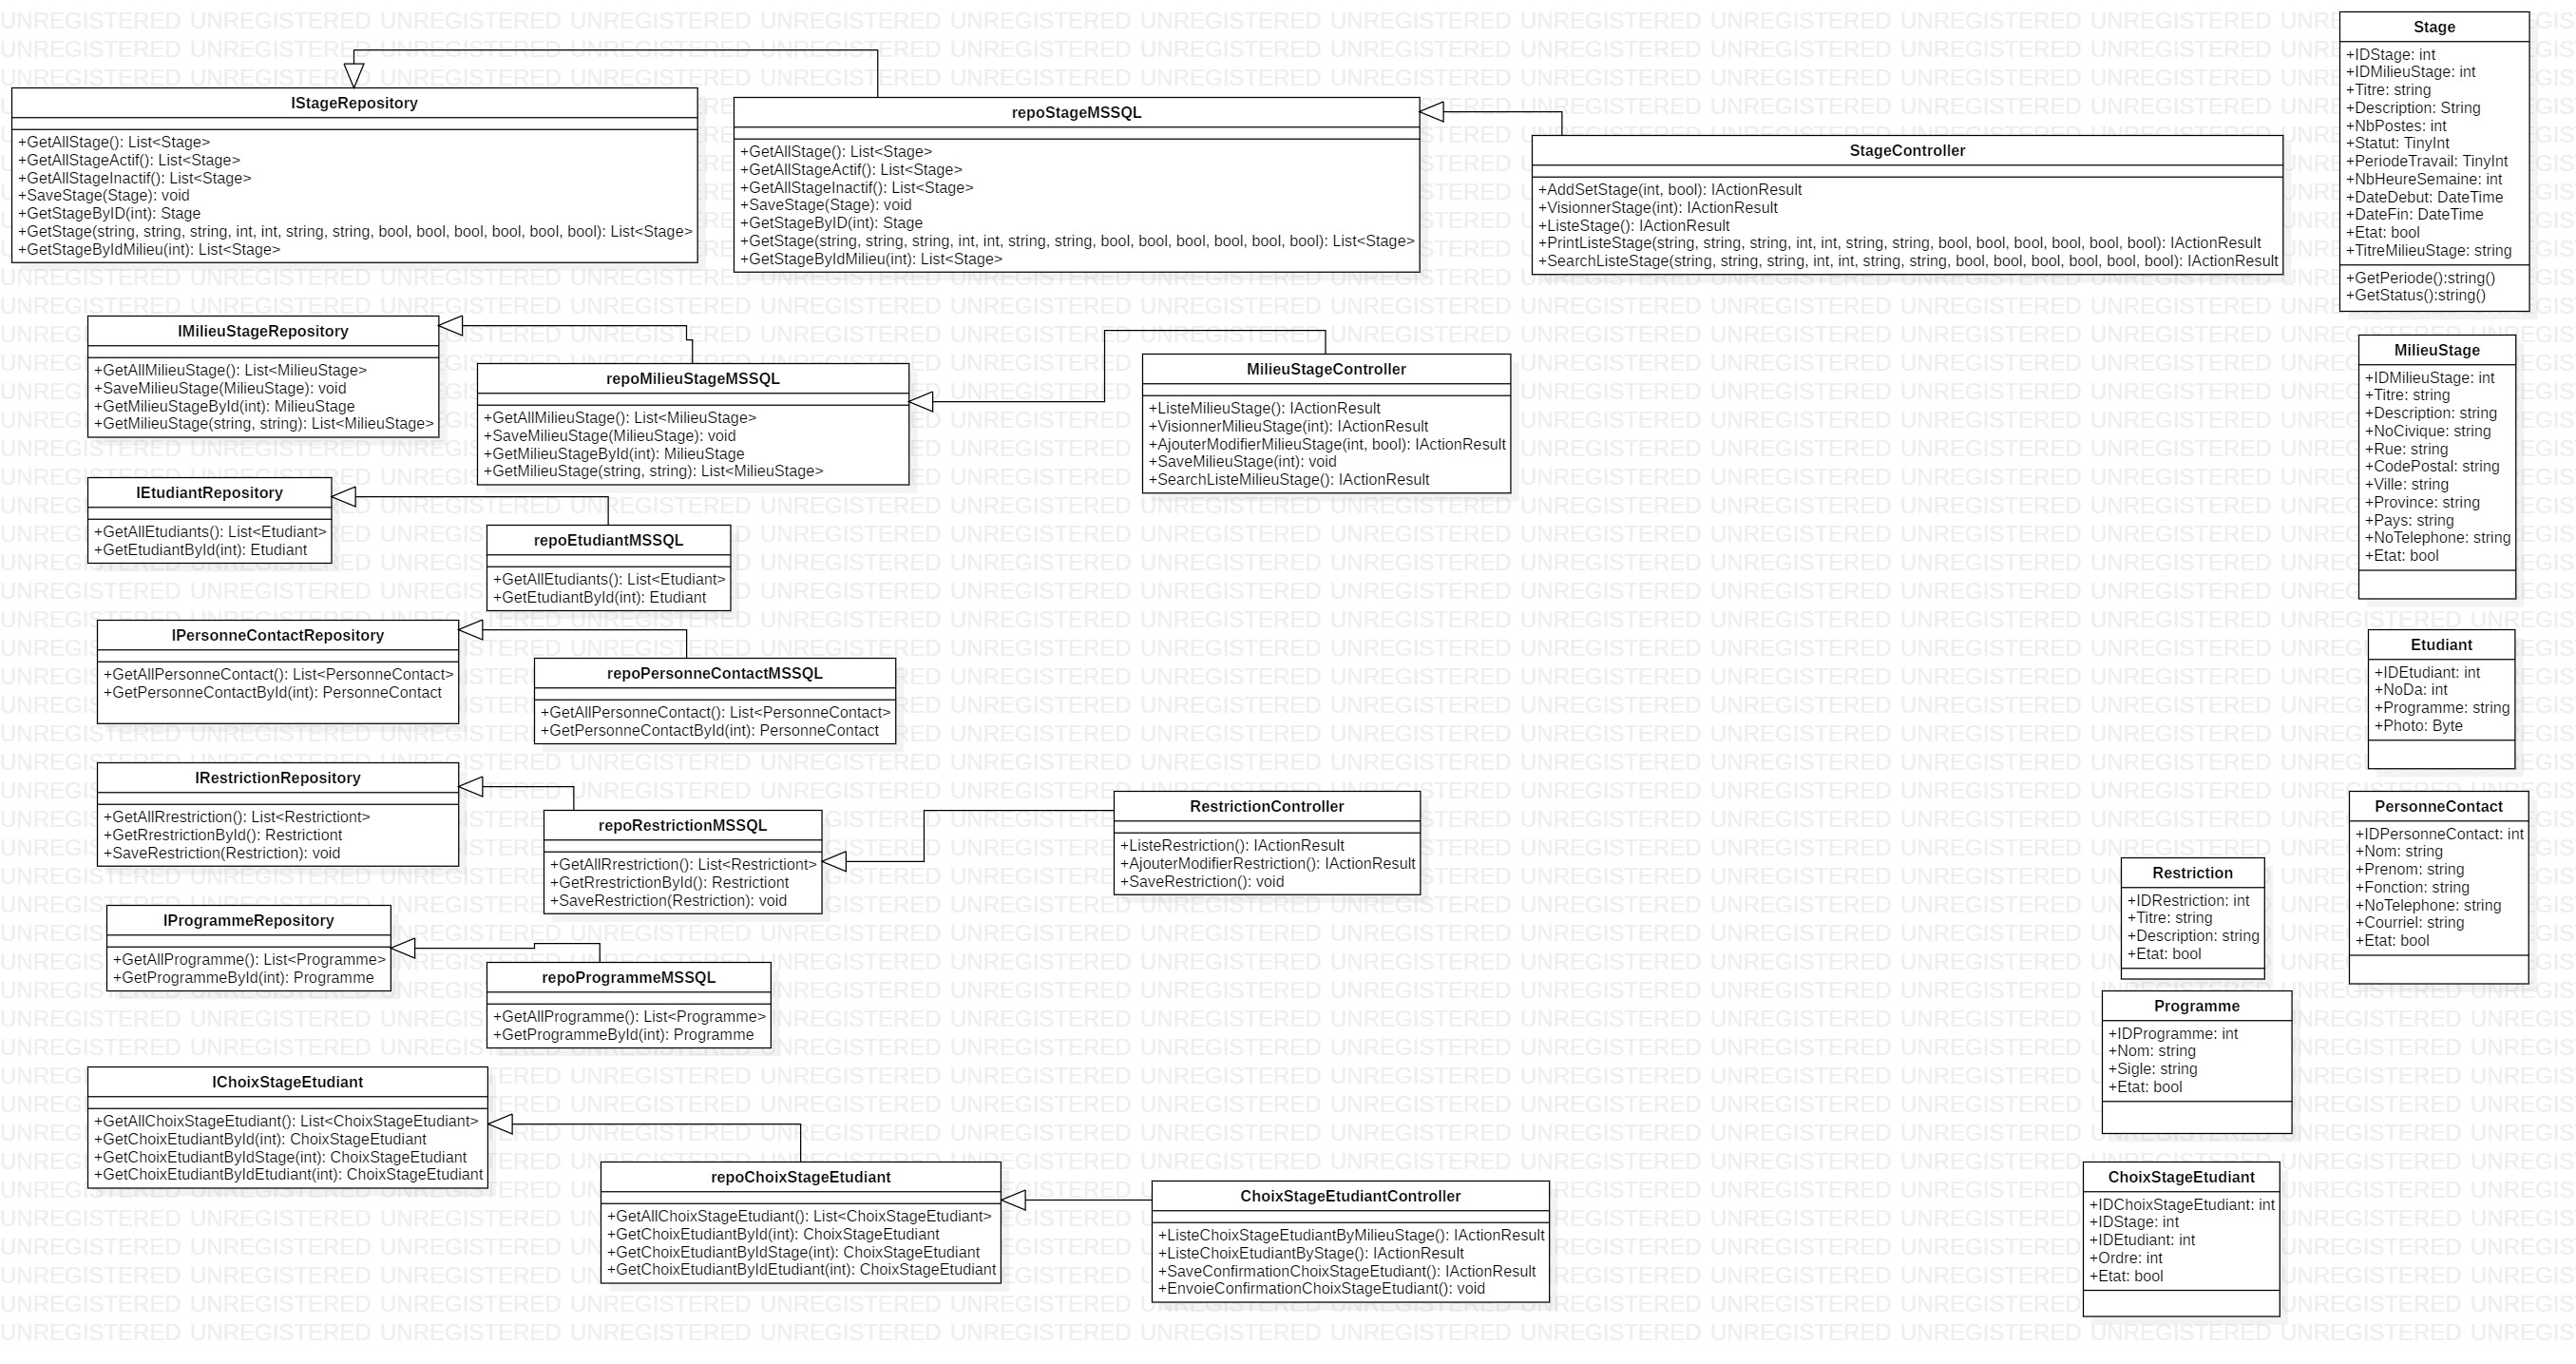 IStageRepository
+GetAllStage(): List<Stage>
+GetAllStageActif(): List<Stage>
+GetAllStageInactif(): List<Stage>
+SaveStage(Stage): void
+GetStageByID(int): Stage
+GetStage(string, string, string, int, int, string, string, bool, bool, bool, bool, bool, bool): List<Stage>
+GetStageByIdMilieu(int): List<Stage>
repoStageMSSQL
+GetAllStage(): List<Stage>
+GetAllStageActif(): List<Stage>
+GetAllStageInactif(): List<Stage>
+SaveStage(Stage): void
+GetStageByID(int): Stage
+GetStage(string, string, string, int, int, string, string, bool, bool, bool, bool, bool, bool): List<Stage>
+GetStageByIdMilieu(int): List<Stage>
StageController
+AddSetStage(int, bool): IActionResult
+VisionnerStage(int): IActionResult
+ListeStage(): IActionResult
+PrintListeStage(string, string, string, int, int, string, string, bool, bool, bool, bool, bool, bool): IActionResult
+SearchListeStage(string, string, string, int, int, string, string, bool, bool, bool, bool, bool, bool): IActionResult
Stage
+IDStage: int
+IDMilieuStage: int
+Titre: string
+Description: String
+NbPostes: int
+Statut: TinyInt
+PeriodeTravail: TinyInt
+NbHeureSemaine: int
+DateDebut: DateTime
+DateFin: DateTime
+Etat: bool
+TitreMilieuStage: string
+GetPeriode():string()
+GetStatus():string()
IMilieuStageRepository
+GetAllMilieuStage(): List<MilieuStage>
+SaveMilieuStage(MilieuStage): void
+GetMilieuStageById(int): MilieuStage
+GetMilieuStage(string, string): List<MilieuStage>
repoMilieuStageMSSQL
+GetAllMilieuStage(): List<MilieuStage>
+SaveMilieuStage(MilieuStage): void
+GetMilieuStageById(int): MilieuStage
+GetMilieuStage(string, string): List<MilieuStage>
MilieuStageController
+ListeMilieuStage(): IActionResult
+VisionnerMilieuStage(int): IActionResult
+AjouterModifierMilieuStage(int, bool): IActionResult
+SaveMilieuStage(int): void
+SearchListeMilieuStage(): IActionResult
MilieuStage
+IDMilieuStage: int
+Titre: string
+Description: string
+NoCivique: string
+Rue: string
+CodePostal: string
+Ville: string
+Province: string
+Pays: string
+NoTelephone: string
+Etat: bool
IEtudiantRepository
+GetAllEtudiants(): List<Etudiant>
+GetEtudiantById(int): Etudiant
repoEtudiantMSSQL
+GetAllEtudiants(): List<Etudiant>
+GetEtudiantById(int): Etudiant
Etudiant
+IDEtudiant: int
+NoDa: int
+Programme: string
+Photo: Byte
IPersonneContactRepository
+GetAllPersonneContact(): List<PersonneContact>
+GetPersonneContactById(int): PersonneContact
repoPersonneContactMSSQL
+GetAllPersonneContact(): List<PersonneContact>
+GetPersonneContactById(int): PersonneContact
PersonneContact
+IDPersonneContact: int
+Nom: string
+Prenom: string
+Fonction: string
+NoTelephone: string
+Courriel: string
+Etat: bool
IRestrictionRepository
+GetAllRrestriction(): List<Restrictiont>
+GetRrestrictionById(): Restrictiont
+SaveRestriction(Restriction): void
repoRestrictionMSSQL
+GetAllRrestriction(): List<Restrictiont>
+GetRrestrictionById(): Restrictiont
+SaveRestriction(Restriction): void
RestrictionController
+ListeRestriction(): IActionResult
+AjouterModifierRestriction(): IActionResult
+SaveRestriction(): void
Restriction
+IDRestriction: int
+Titre: string
+Description: string
+Etat: bool
IProgrammeRepository
+GetAllProgramme(): List<Programme>
+GetProgrammeById(int): Programme
repoProgrammeMSSQL
+GetAllProgramme(): List<Programme>
+GetProgrammeById(int): Programme
Programme
+IDProgramme: int
+Nom: string
+Sigle: string
+Etat: bool
IChoixStageEtudiant
+GetAllChoixStageEtudiant(): List<ChoixStageEtudiant>
+GetChoixEtudiantById(int): ChoixStageEtudiant
+GetChoixEtudiantByIdStage(int): ChoixStageEtudiant
+GetChoixEtudiantByIdEtudiant(int): ChoixStageEtudiant
repoChoixStageEtudiant
+GetAllChoixStageEtudiant(): List<ChoixStageEtudiant>
+GetChoixEtudiantById(int): ChoixStageEtudiant
+GetChoixEtudiantByIdStage(int): ChoixStageEtudiant
+GetChoixEtudiantByIdEtudiant(int): ChoixStageEtudiant
ChoixStageEtudiantController
+ListeChoixStageEtudiantByMilieuStage(): IActionResult
+ListeChoixEtudiantByStage(): IActionResult
+SaveConfirmationChoixStageEtudiant(): IActionResult
+EnvoieConfirmationChoixStageEtudiant(): void
ChoixStageEtudiant
+IDChoixStageEtudiant: int
+IDStage: int
+IDEtudiant: int
+Ordre: int
+Etat: bool
UNREGISTERED